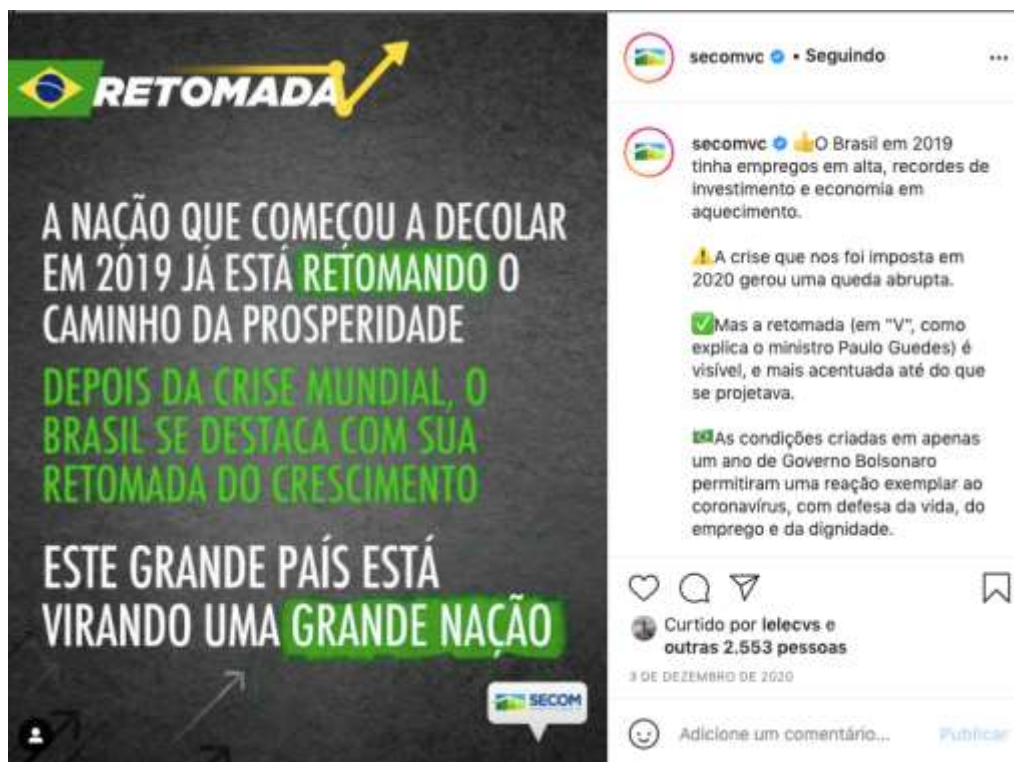 RETOMADA
A NAÇÃO QUE COMEÇOU A DECOLAR
EM 2019 JÁ ESTÁ RETOMANDO O
CAMINHO DA PROSPERIDADE
DEPOIS DA CRISE MUNDIAL, O
BRASIL SE DESTACA COM SUA
RETOMADA DO CRESCIMENTO
ESTE GRANDE PAÍS ESTÁ
VIRANDO UMA GRANDE NAÇÃO
SECOM
secomvc • Seguindo
secomvc 👍O Brasil em 2019
tinha empregos em alta, recordes de
investimento e economia em
aquecimento.
⚠️A crise que nos foi imposta em
2020 gerou uma queda abrupta.
✅Mas a retomada (em "V", como
explica o ministro Paulo Guedes) é
visível, e mais acentuada até do que
se projetava.
🇧🇷As condições criadas em apenas
um ano de Governo Bolsonaro
permitiram uma reação exemplar ao
coronavírus, com defesa da vida, do
emprego e da dignidade.
Curtido por lelecvs e
outras 2.553 pessoas
3 DE DEZEMBRO DE 2020
Adicione um comentário... Publicar